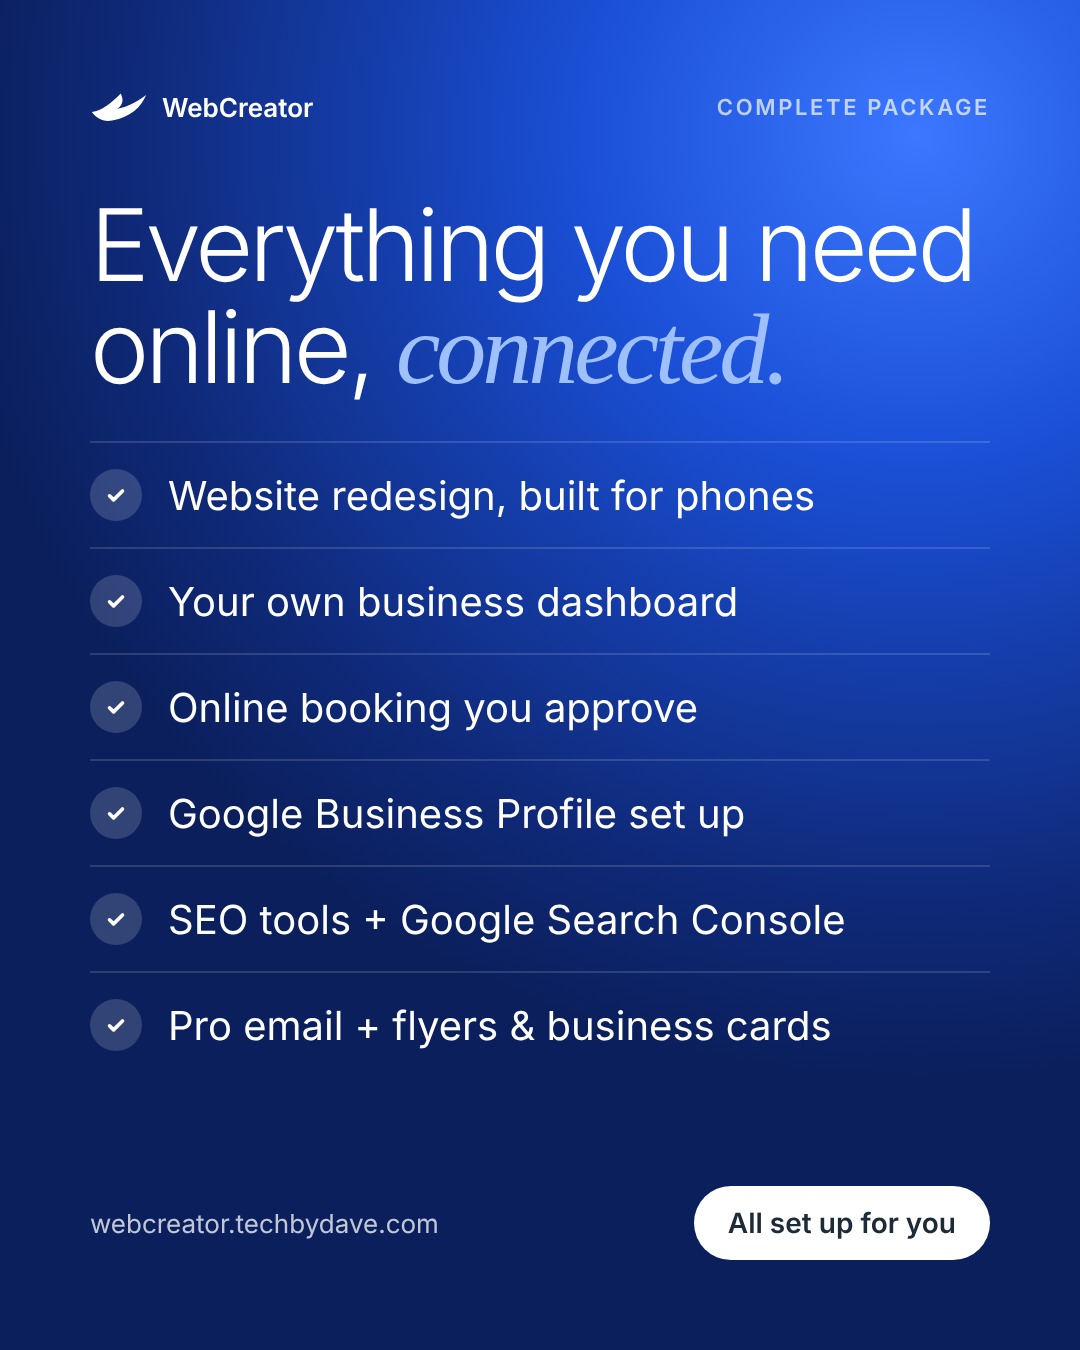 WebCreator
COMPLETE PACKAGE
Everything you need
online, connected.
Website redesign, built for phones
Your own business dashboard
Online booking you approve
Google Business Profile set up
SEO tools + Google Search Console
Pro email + flyers & business cards
webcreator.techbydave.com
All set up for you